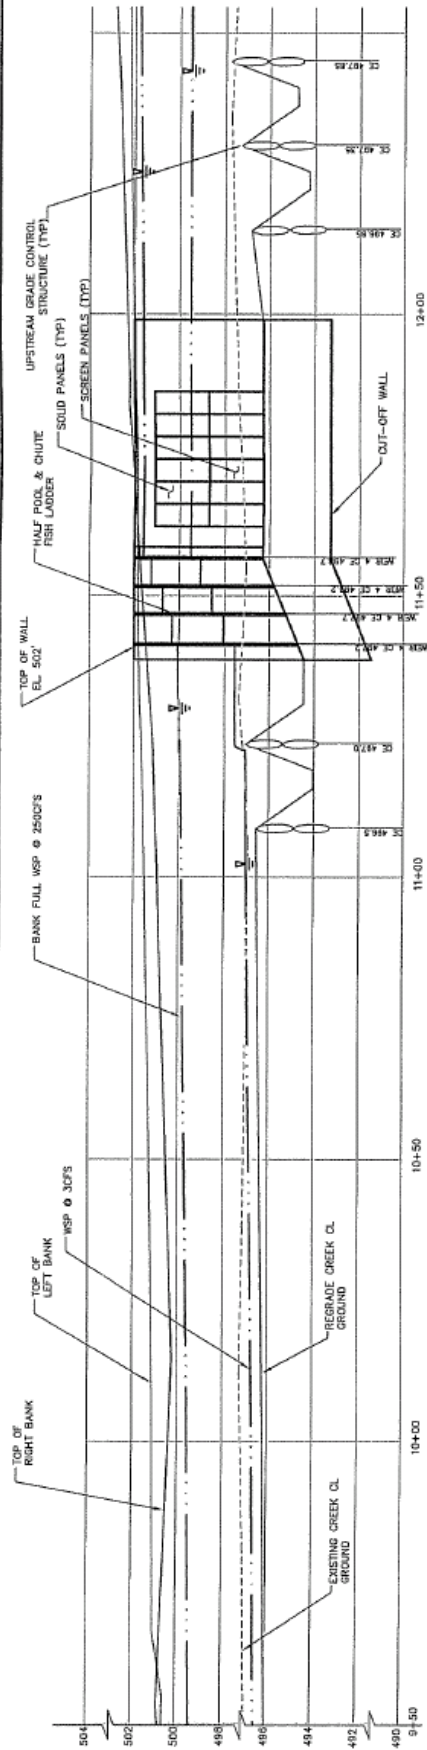 TOP OF
RIGHT BANK
TOP OF
LEFT BANK
WSP @ 3CFS
BANK FULL WSP @ 250CFS
TOP OF WALL
EL. 502'
HALF POOL & CHUTE
FISH LADDER
UPSTREAM GRADE CONTROL
STRUCTURE (TYP)
SOLID PANELS (TYP)
SCREEN PANELS (TYP)
EXISTING CREEK CL
GROUND
REGRADE CREEK CL
GROUND
CUT-OFF WALL
CE 496.5
CE 497.0
CE 496.85
CE 497.35
CE 497.85
504
502
500
498
496
494
492
490
9+50
10+00
10+50
11+00
11+50
12+00